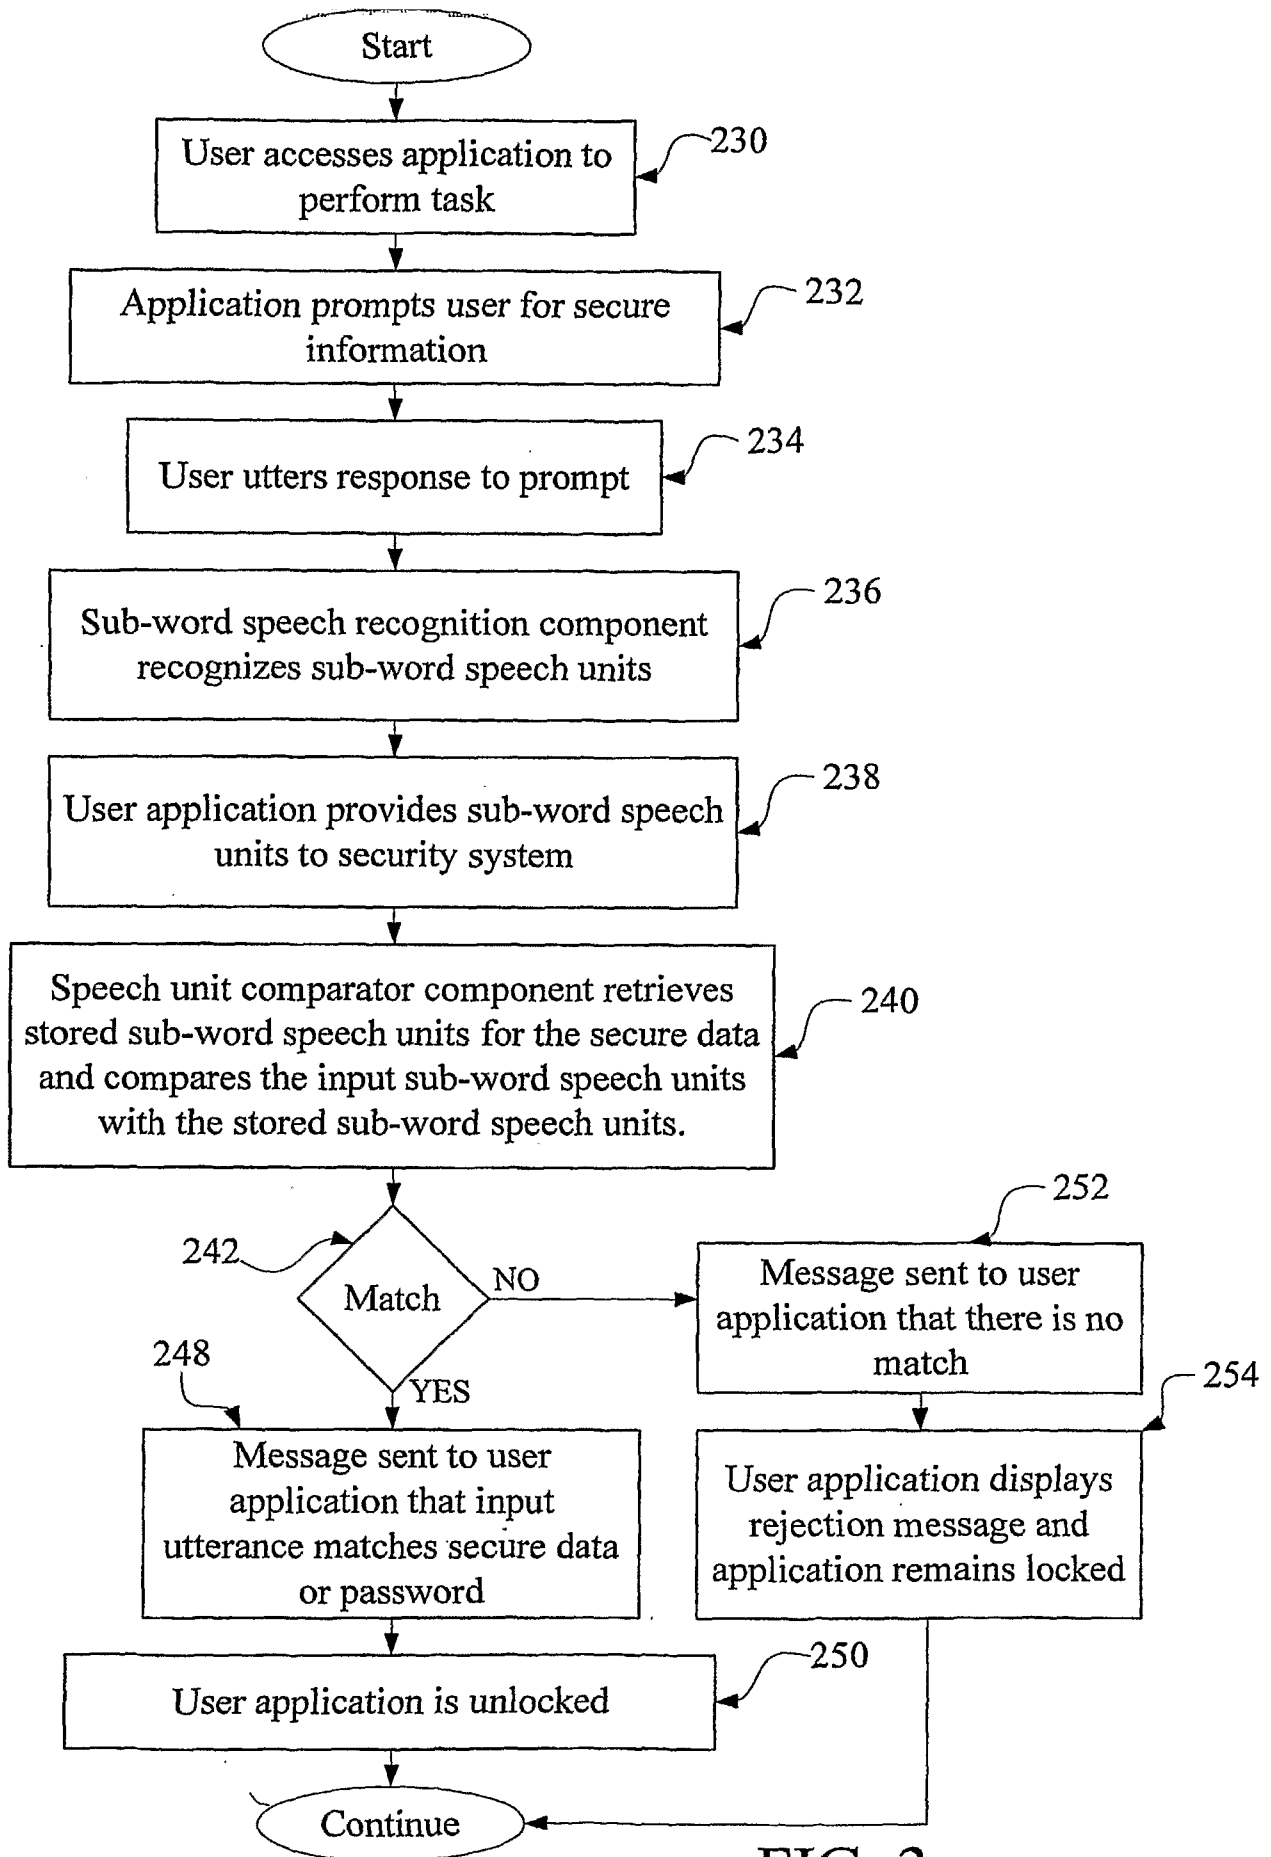 Start
User accesses application to
perform task
230
Application prompts user for secure
information
232
User utters response to prompt
234
Sub-word speech recognition component
recognizes sub-word speech units
236
User application provides sub-word speech
units to security system
238
Speech unit comparator component retrieves
stored sub-word speech units for the secure data
and compares the input sub-word speech units
with the stored sub-word speech units.
240
242
Match
NO
YES
252
Message sent to user
application that there is no
match
248
Message sent to user
application that input
utterance matches secure data
or password
254
User application displays
rejection message and
application remains locked
250
User application is unlocked
Continue
FIG.